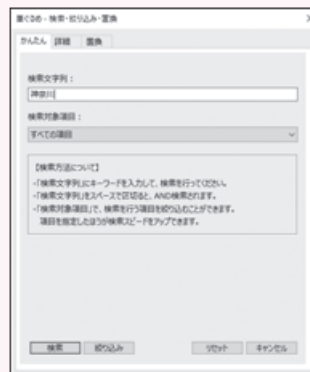 筆ぐるめ - 検索・絞り込み・置換
かんたん 詳細 置換
検索文字列：
神奈川
検索対象項目：
すべての項目
【検索方法について】
・「検索文字列」にキーワードを入力して、検索を行ってください。
・「検索文字列」をスペースで区切ると、AND検索されます。
・「検索対象項目」で、検索を行う項目を絞り込むことができます。
項目を指定したほうが検索スピードをアップできます。
検索 絞り込み リセット キャンセル